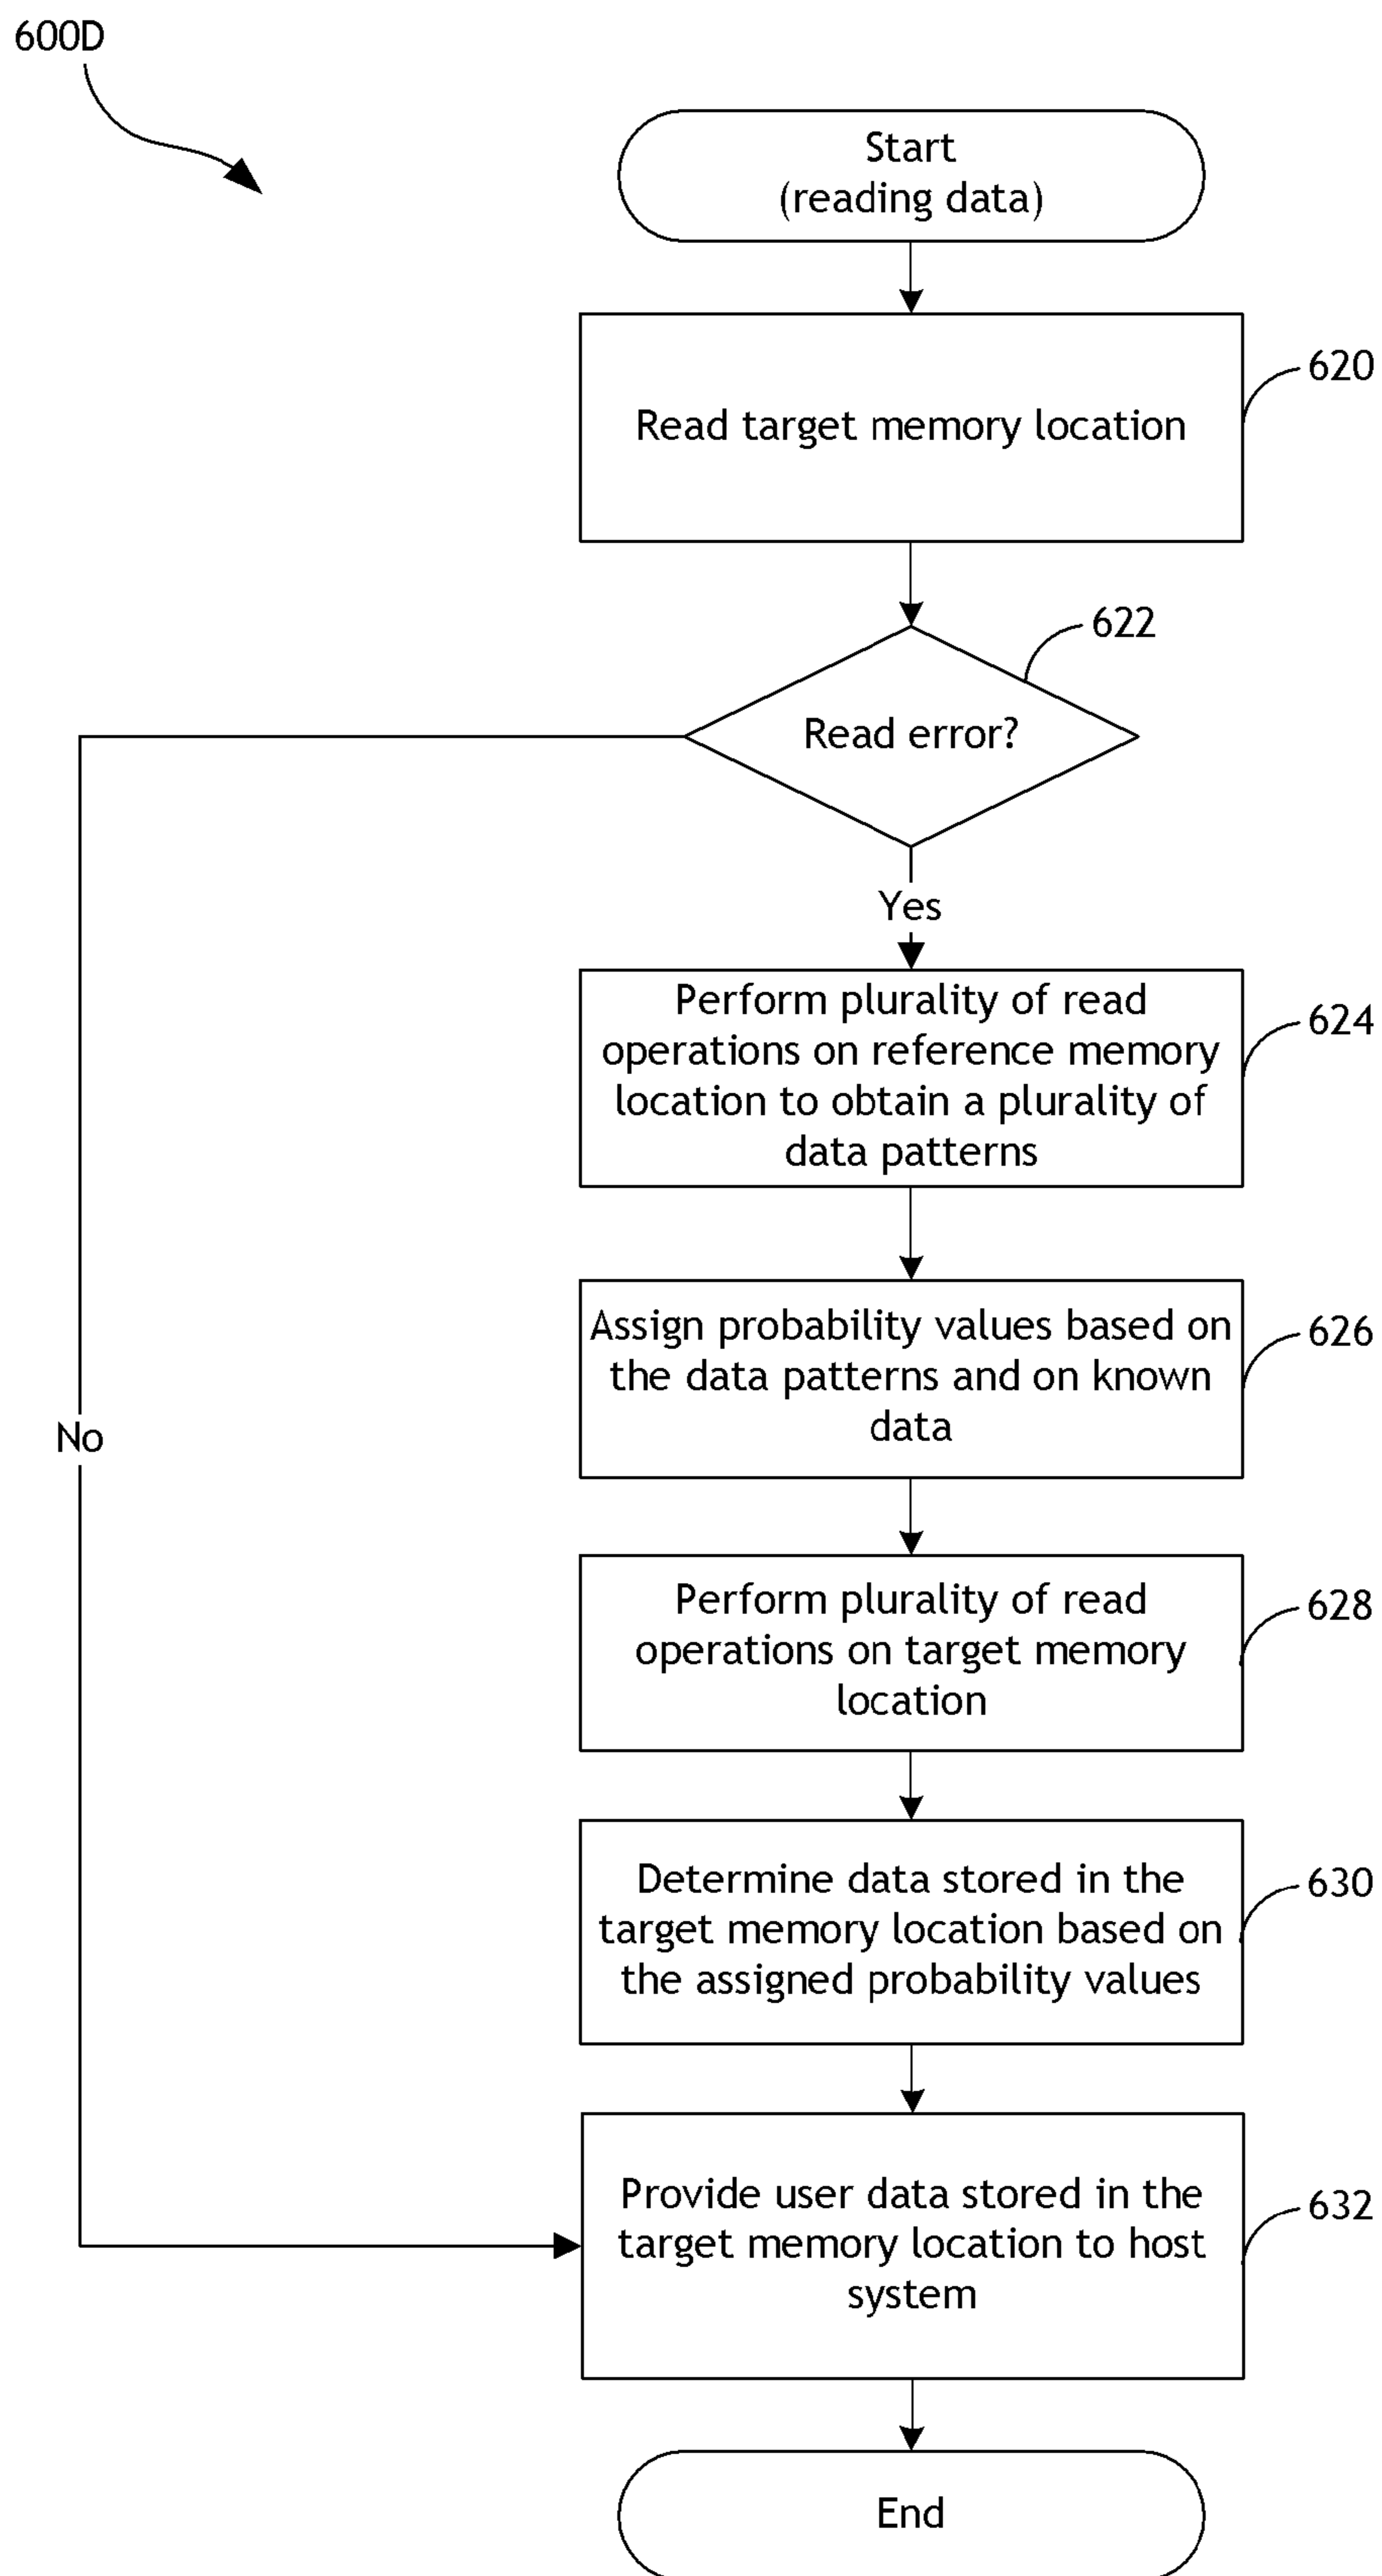 600D
Start
(reading data)
Read target memory location
620
622
Read error?
Yes
Perform plurality of read
operations on reference memory
location to obtain a plurality of
data patterns
624
Assign probability values based on
the data patterns and on known
data
626
No
Perform plurality of read
operations on target memory
location
628
Determine data stored in the
target memory location based on
the assigned probability values
630
Provide user data stored in the
target memory location to host
system
632
End